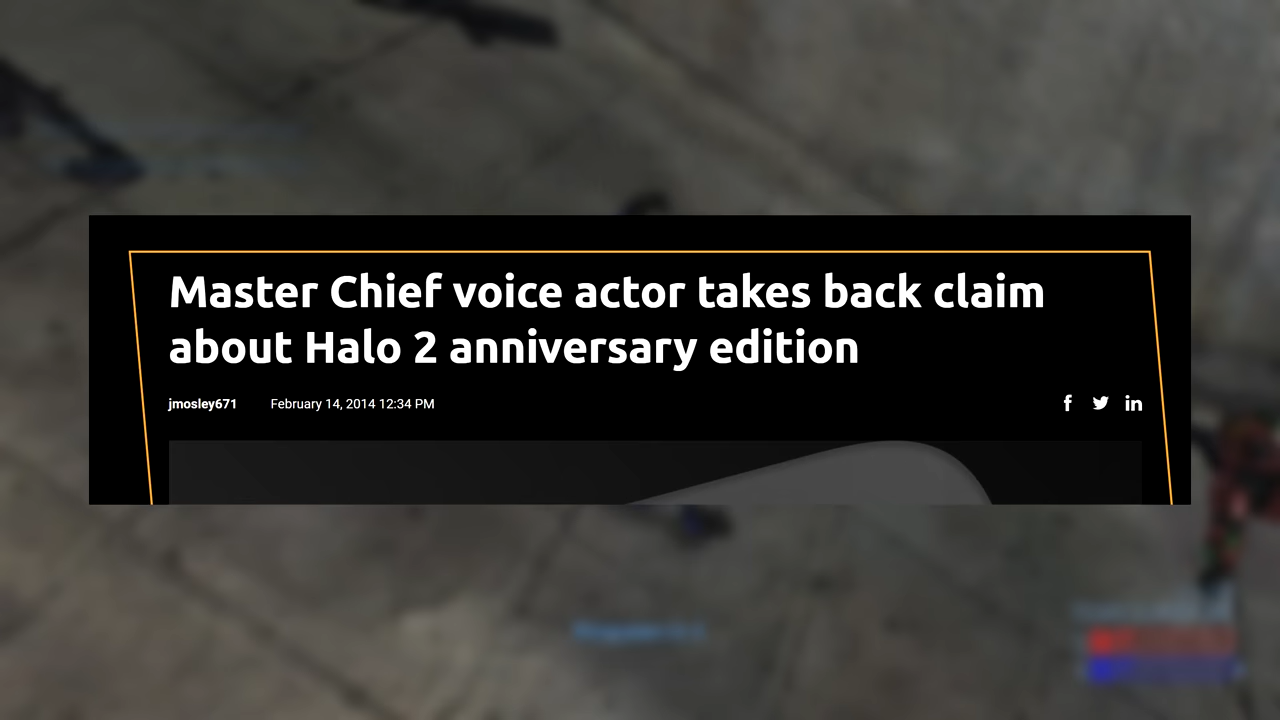 Master Chief voice actor takes back claim
about Halo 2 anniversary edition
jmosley671 February 14, 2014 12:34 PM